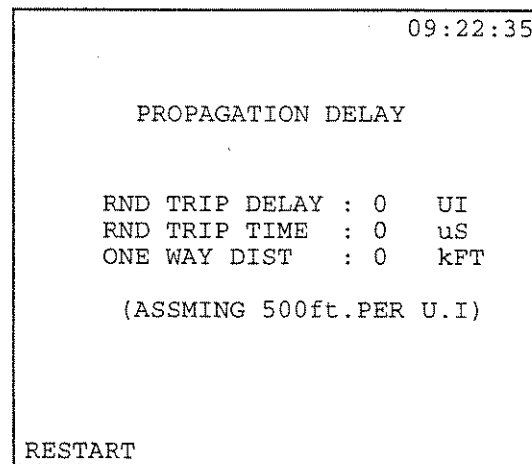 09:22:35
PROPAGATION DELAY
RND TRIP DELAY : 0 UI
RND TRIP TIME : 0 uS
ONE WAY DIST : 0 kFT
(ASSMING 500ft.PER U.I)
RESTART